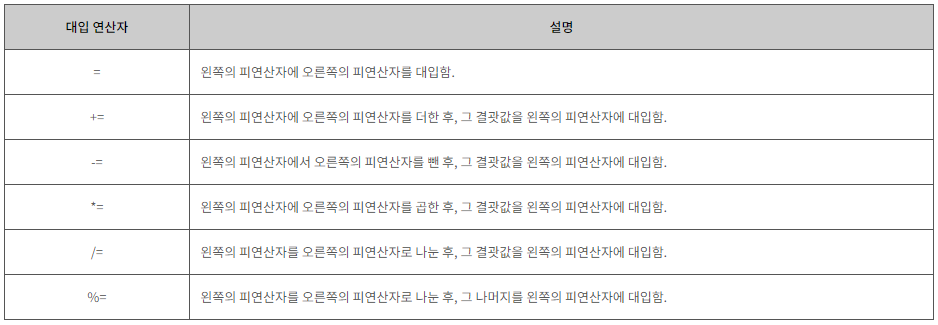 대입 연산자 설명
= 왼쪽의 피연산자에 오른쪽의 피연산자를 대입함.
+= 왼쪽의 피연산자에 오른쪽의 피연산자를 더한 후, 그 결괏값을 왼쪽의 피연산자에 대입함.
-= 왼쪽의 피연산자에서 오른쪽의 피연산자를 뺀 후, 그 결괏값을 왼쪽의 피연산자에 대입함.
*= 왼쪽의 피연산자에 오른쪽의 피연산자를 곱한 후, 그 결괏값을 왼쪽의 피연산자에 대입함.
/= 왼쪽의 피연산자를 오른쪽의 피연산자로 나눈 후, 그 결괏값을 왼쪽의 피연산자에 대입함.
%= 왼쪽의 피연산자를 오른쪽의 피연산자로 나눈 후, 그 나머지를 왼쪽의 피연산자에 대입함.